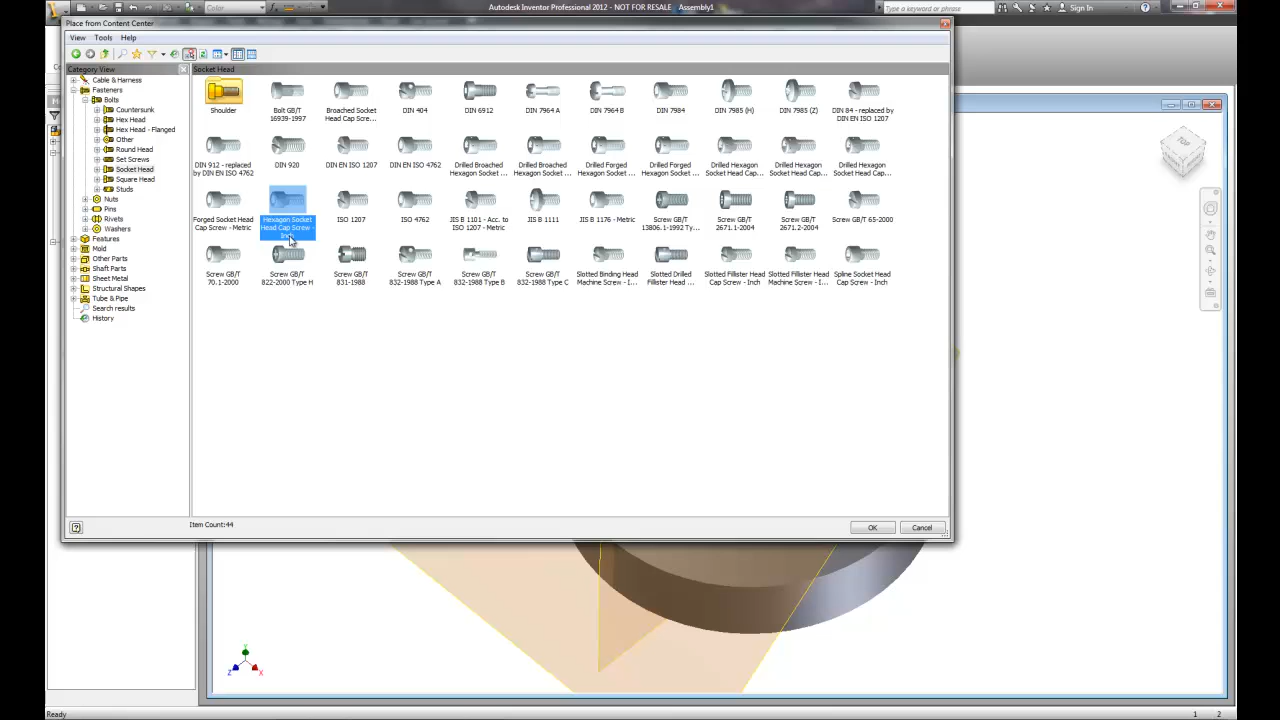 Color
Autodesk Inventor Professional 2012 - NOT FOR RESALE Assembly1
Type a keyword or phrase
Sign In
Place from Content Center
View Tools Help
Category View
Cable & Harness
Fasteners
Bolts
Countersunk
Hex Head
Hex Head - Flanged
Other
Round Head
Set Screws
Socket Head
Square Head
Studs
Nuts
Pins
Rivets
Washers
Features
Mold
Other Parts
Shaft Parts
Sheet Metal
Structural Shapes
Tube & Pipe
Search results
History
Socket Head
Shoulder
Bolt GB/T
16939-1997
Broached Socket
Head Cap Scre...
DIN 404
DIN 6912
DIN 7964 A
DIN 7964 B
DIN 7984
DIN 7985 (H)
DIN 7985 (Z)
DIN 84 - replaced
by DIN EN ISO 1207
DIN 912 - replaced
by DIN EN ISO 4762
DIN 920
DIN EN ISO 1207
DIN EN ISO 4762
Drilled Broached
Hexagon Socket ...
Drilled Broached
Hexagon Socket ...
Drilled Forged
Hexagon Socket ...
Drilled Forged
Hexagon Socket ...
Drilled Hexagon
Socket Head Cap...
Drilled Hexagon
Socket Head Cap...
Drilled Hexagon
Socket Head Cap...
Forged Socket Head
Cap Screw - Metric
Hexagon Socket
Head Cap Screw -
Inch
ISO 1207
ISO 4762
JIS B 1101 - Acc. to
ISO 1207 - Metric
JIS B 1111
JIS B 1176 - Metric
Screw GB/T
13806.1-1992 Ty...
Screw GB/T
2671.1-2004
Screw GB/T
2671.2-2004
Screw GB/T 65-2000
Screw GB/T
70.1-2000
Screw GB/T
822-2000 Type H
Screw GB/T
831-1988
Screw GB/T
832-1988 Type A
Screw GB/T
832-1988 Type B
Screw GB/T
832-1988 Type C
Slotted Binding Head
Machine Screw - I...
Slotted Drilled
Fillister Head ...
Slotted Fillister Head
Cap Screw - Inch
Slotted Fillister Head
Machine Screw - I...
Spline Socket Head
Cap Screw - Inch
Item Count:44
OK
Cancel
Y
Z
X
Ready
1 2